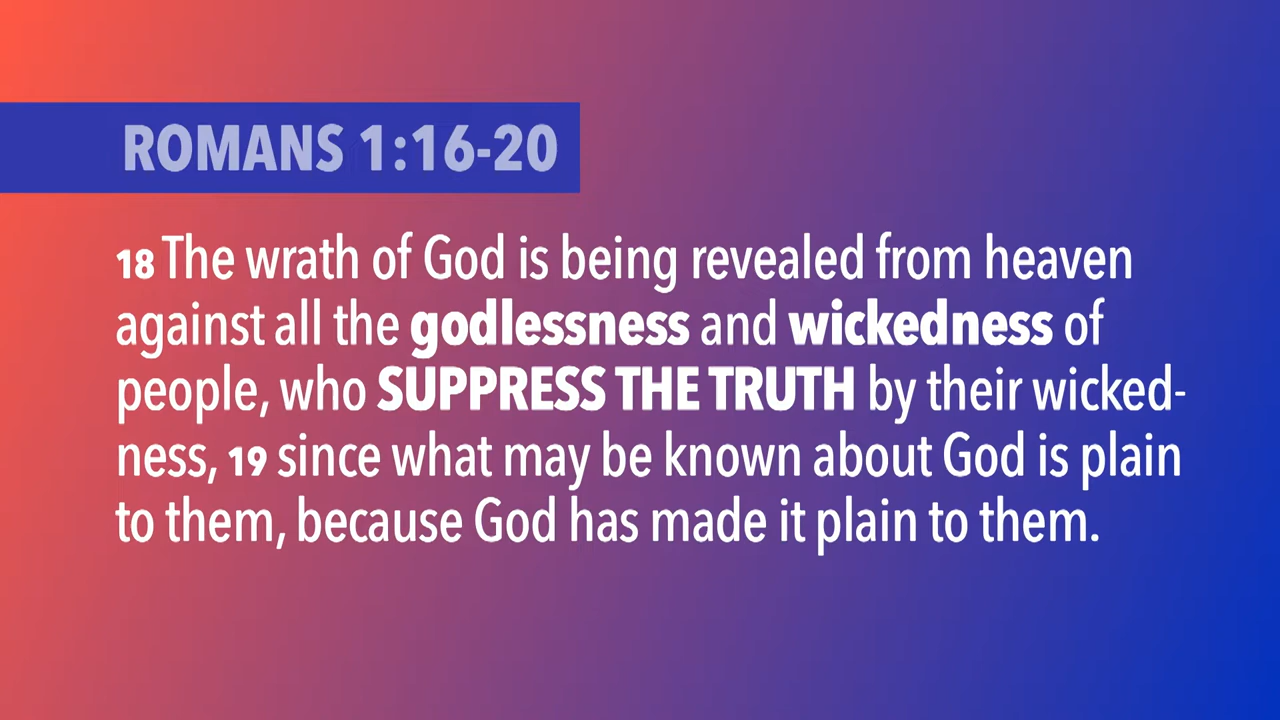 ROMANS 1:16-20
18 The wrath of God is being revealed from heaven
against all the godlessness and wickedness of
people, who SUPPRESS THE TRUTH by their wicked-
ness, 19 since what may be known about God is plain
to them, because God has made it plain to them.